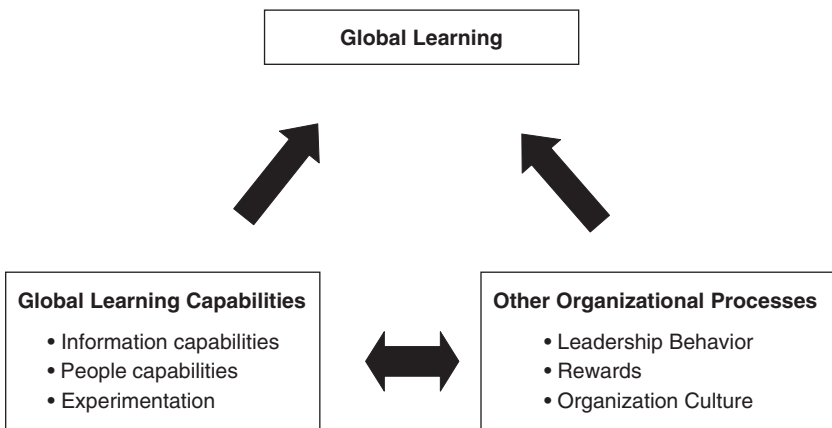 Global Learning
Global Learning Capabilities
• Information capabilities
• People capabilities
• Experimentation
Other Organizational Processes
• Leadership Behavior
• Rewards
• Organization Culture